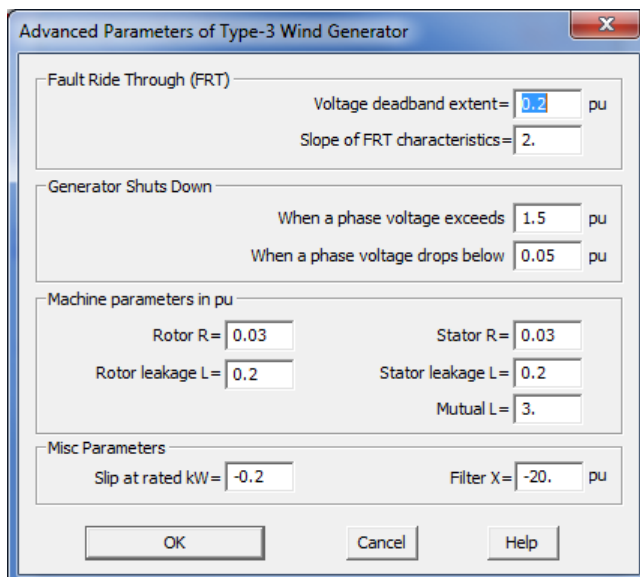 Advanced Parameters of Type-3 Wind Generator
Fault Ride Through (FRT)
Voltage deadband extent= 0.2 pu
Slope of FRT characteristics= 2.
Generator Shuts Down
When a phase voltage exceeds 1.5 pu
When a phase voltage drops below 0.05 pu
Machine parameters in pu
Rotor R= 0.03 Stator R= 0.03
Rotor leakage L= 0.2 Stator leakage L= 0.2
Mutual L= 3.
Misc Parameters
Slip at rated kW= -0.2 Filter X= -20. pu
OK Cancel Help